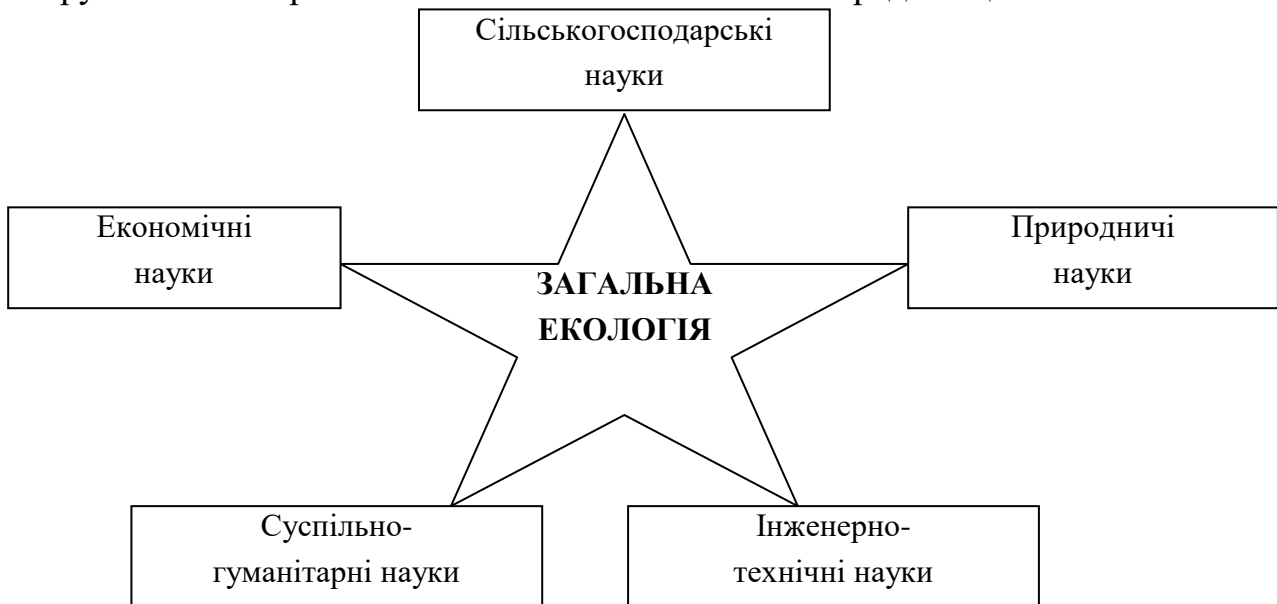 Сільськогосподарські
науки
Економічні
науки
Природничі
науки
ЗАГАЛЬНА
ЕКОЛОГІЯ
Суспільно-
гуманітарні науки
Інженерно-
технічні науки